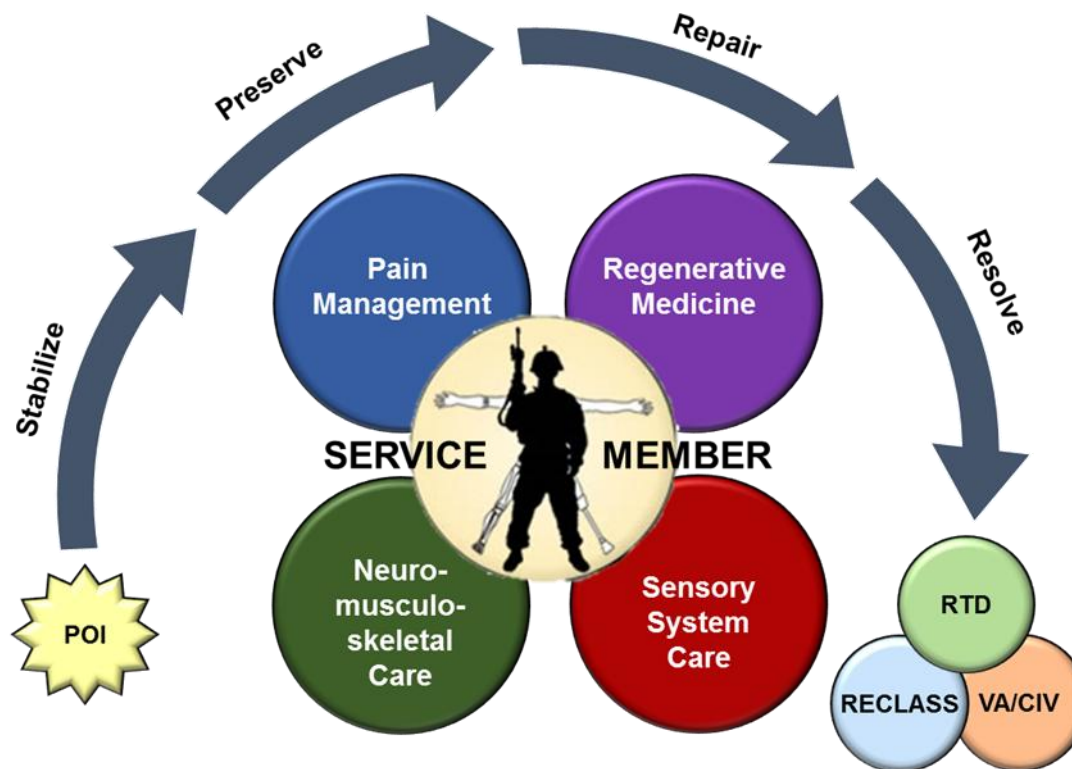 Stabilize
Preserve
Repair
Resolve
Pain
Management
Regenerative
Medicine
SERVICE MEMBER
Neuro-
musculo-
skeletal
Care
Sensory
System
Care
POI
RTD
RECLASS
VA/CIV